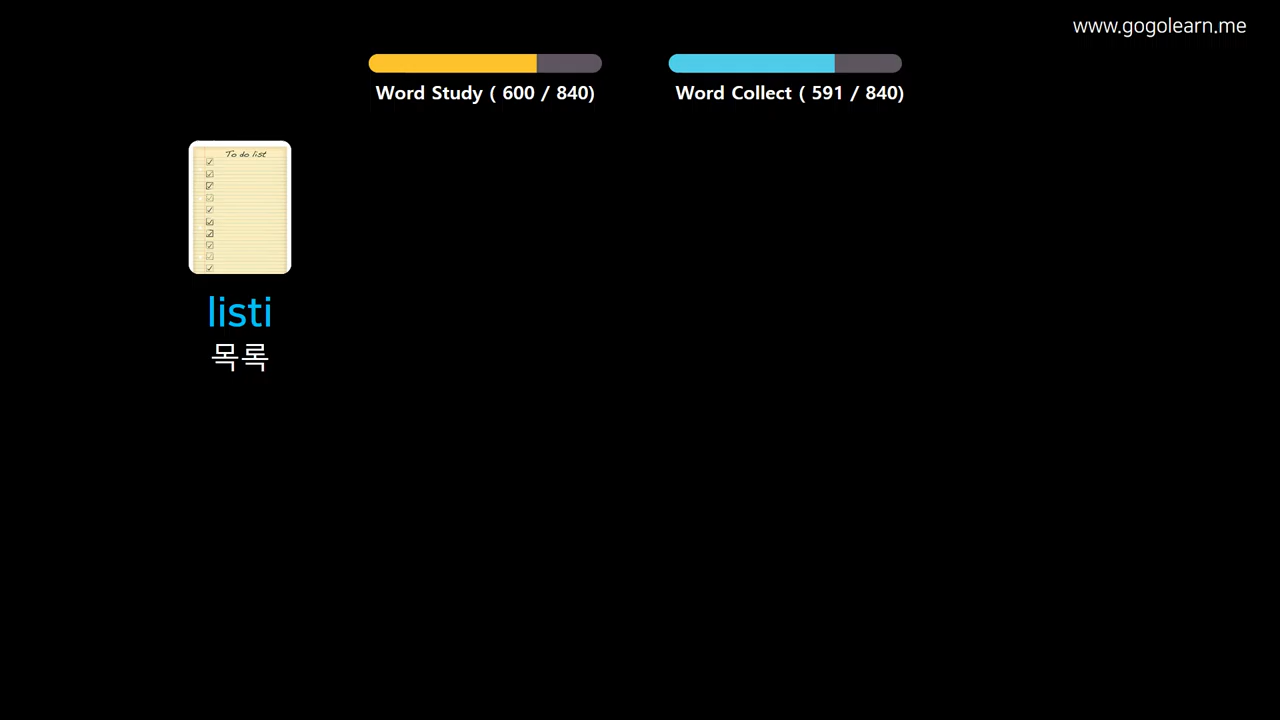 www.gogolearn.me
Word Study ( 600 / 840)
Word Collect ( 591 / 840)
To do list
listi
목록